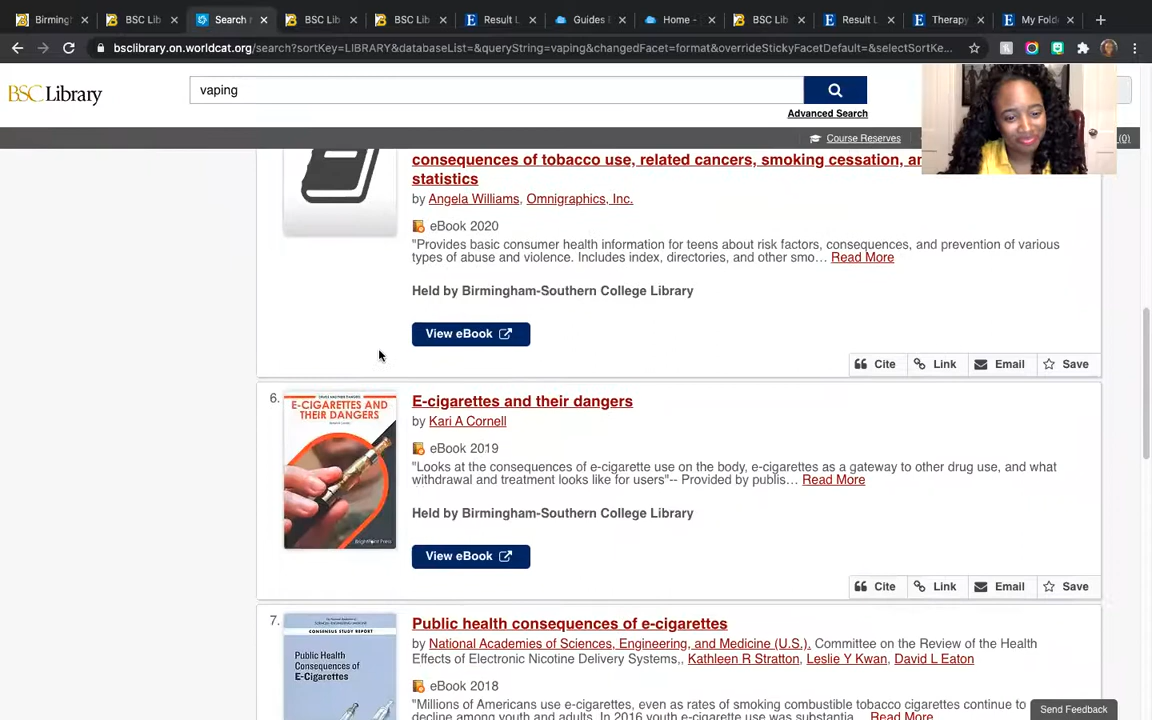 Birming
BSC Lib
Search r
BSC Lib
BSC Lib
Result L
Guides B
Home -
BSC Lib
Result L
Therapy
My Fold
bsclibrary.on.worldcat.org/search?sortKey=LIBRARY&databaseList=&queryString=vaping&changedFacet=format&overrideStickyFacetDefault=&selectSortKe...
BSCLibrary
vaping
Advanced Search
Course Reserves
(0)
consequences of tobacco use, related cancers, smoking cessation, an
statistics
by Angela Williams, Omnigraphics, Inc.
eBook 2020
"Provides basic consumer health information for teens about risk factors, consequences, and prevention of various
types of abuse and violence. Includes index, directories, and other smo... Read More
Held by Birmingham-Southern College Library
View eBook
Cite Link Email Save
6.
E-CIGARETTES AND
THEIR DANGERS
BrightPoint Press
E-cigarettes and their dangers
by Kari A Cornell
eBook 2019
"Looks at the consequences of e-cigarette use on the body, e-cigarettes as a gateway to other drug use, and what
withdrawal and treatment looks like for users"-- Provided by publis... Read More
Held by Birmingham-Southern College Library
View eBook
Cite Link Email Save
7.
CONSENSUS STUDY REPORT
Public Health
Consequences of
E-Cigarettes
Public health consequences of e-cigarettes
by National Academies of Sciences, Engineering, and Medicine (U.S.). Committee on the Review of the Health
Effects of Electronic Nicotine Delivery Systems,, Kathleen R Stratton, Leslie Y Kwan, David L Eaton
eBook 2018
"Millions of Americans use e-cigarettes, even as rates of smoking combustible tobacco cigarettes continue to
decline among youth and adults. In 2016 youth e-cigarette use was substantia... Read More
Send Feedback